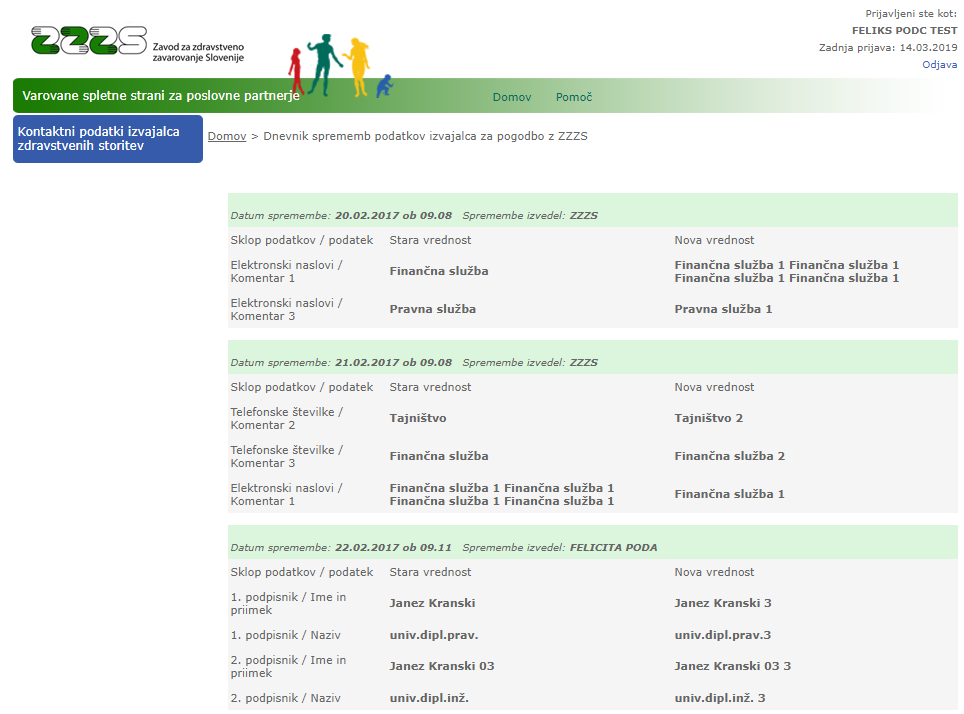 Prijavljeni ste kot:
FELIKS PODC TEST
Zadnja prijava: 14.03.2019
Odjava
ZZZS
Zavod za zdravstveno
zavarovanje Slovenije
Varovane spletne strani za poslovne partnerje
Domov Pomoč
Kontaktni podatki izvajalca
zdravstvenih storitev
Domov > Dnevnik sprememb podatkov izvajalca za pogodbo z ZZZS
Datum spremembe: 20.02.2017 ob 09.08 Spremembe izvedel: ZZZS
Sklop podatkov / podatek Stara vrednost Nova vrednost
Elektronski naslovi /
Komentar 1
Finančna služba
Finančna služba 1 Finančna služba 1
Finančna služba 1 Finančna služba 1
Elektronski naslovi /
Komentar 3
Pravna služba
Pravna služba 1
Datum spremembe: 21.02.2017 ob 09.08 Spremembe izvedel: ZZZS
Sklop podatkov / podatek Stara vrednost Nova vrednost
Telefonske številke /
Komentar 2
Tajništvo
Tajništvo 2
Telefonske številke /
Komentar 3
Finančna služba
Finančna služba 2
Elektronski naslovi /
Komentar 1
Finančna služba 1 Finančna služba 1
Finančna služba 1 Finančna služba 1
Finančna služba 1
Datum spremembe: 22.02.2017 ob 09.11 Spremembe izvedel: FELICITA PODA
Sklop podatkov / podatek Stara vrednost Nova vrednost
1. podpisnik / Ime in
priimek
Janez Kranski
Janez Kranski 3
1. podpisnik / Naziv univ.dipl.prav. univ.dipl.prav.3
2. podpisnik / Ime in
priimek
Janez Kranski 03
Janez Kranski 03 3
2. podpisnik / Naziv univ.dipl.inž. univ.dipl.inž. 3